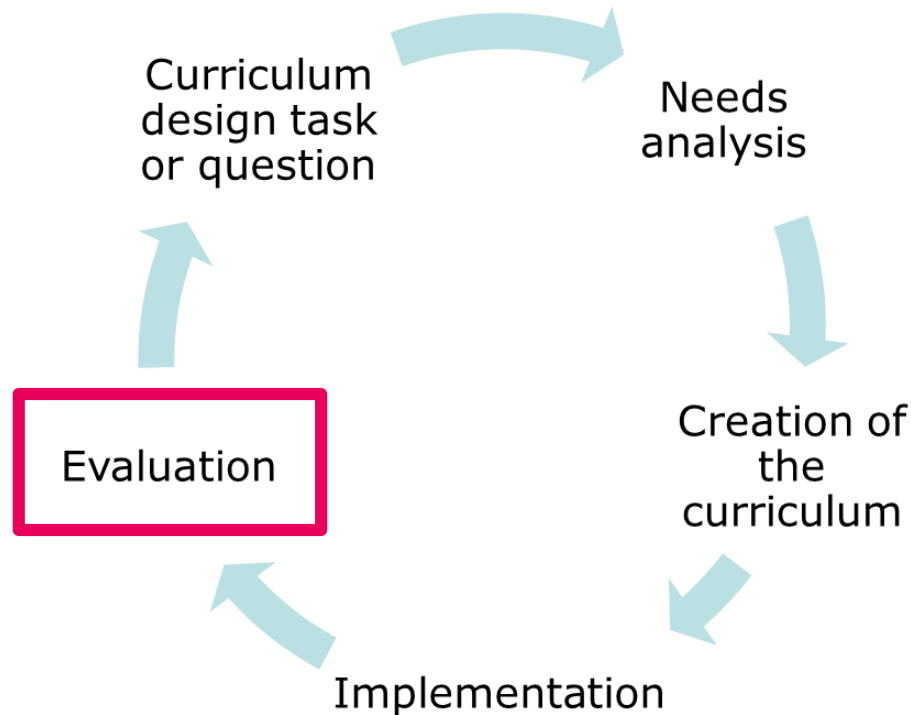 Curriculum
design task
or question
Needs
analysis
Creation of
the
curriculum
Implementation
Evaluation